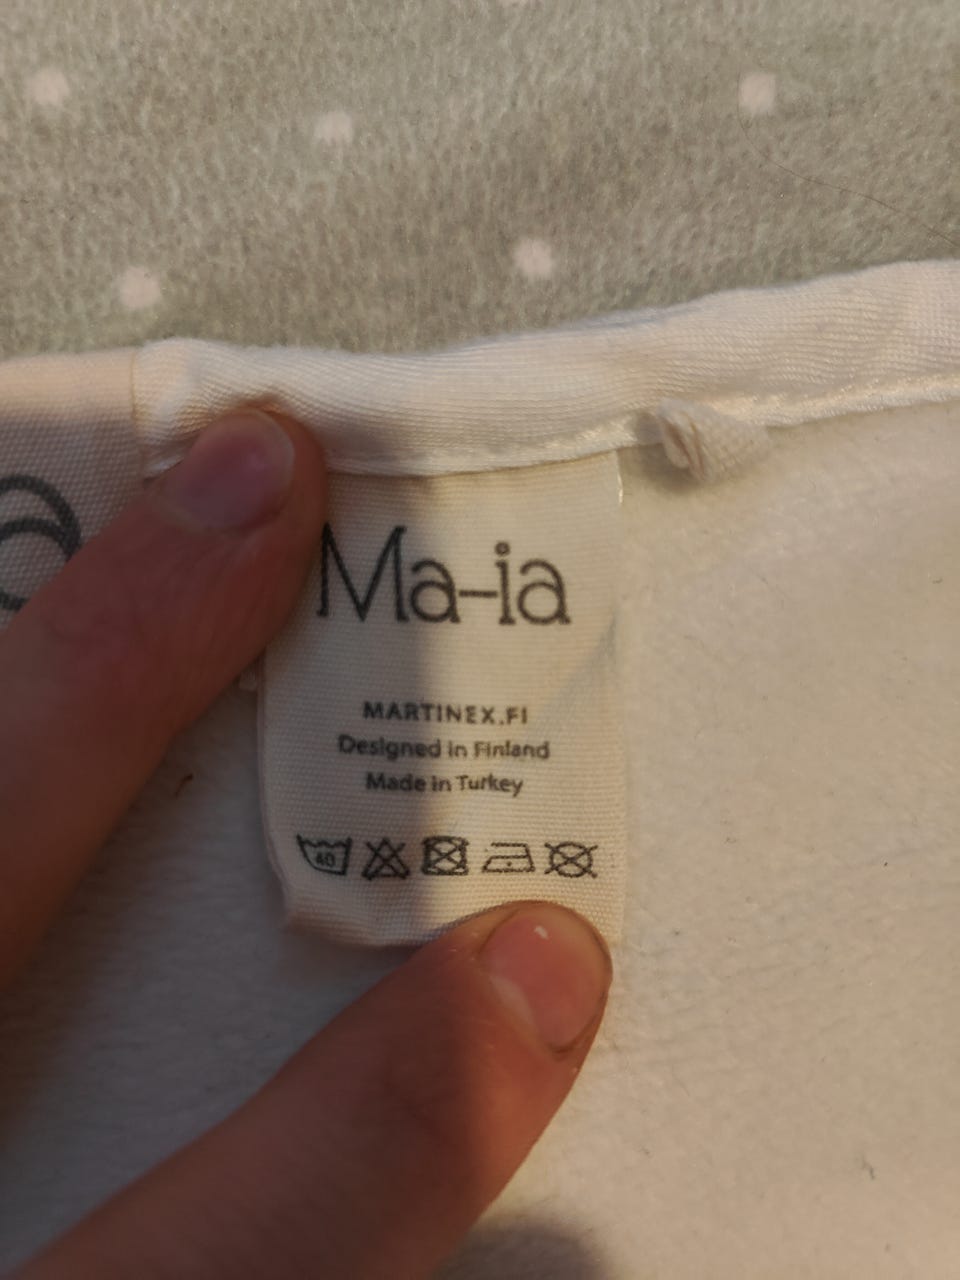 Ma-ia
MARTINEX.FI
Designed in Finland
Made in Turkey
40